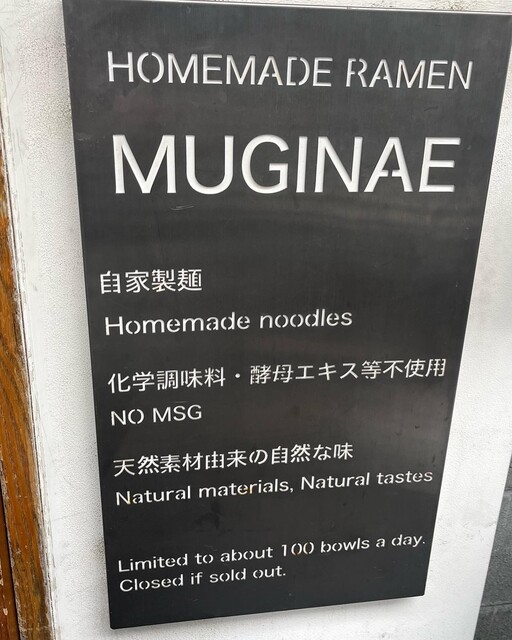 HOMEMADE RAMEN
MUGINAE
自家製麺
Homemade noodles
化学調味料・酵母エキス等不使用
NO MSG
天然素材由来の自然な味
Natural materials, Natural tastes
Limited to about 100 bowls a day.
Closed if sold out.